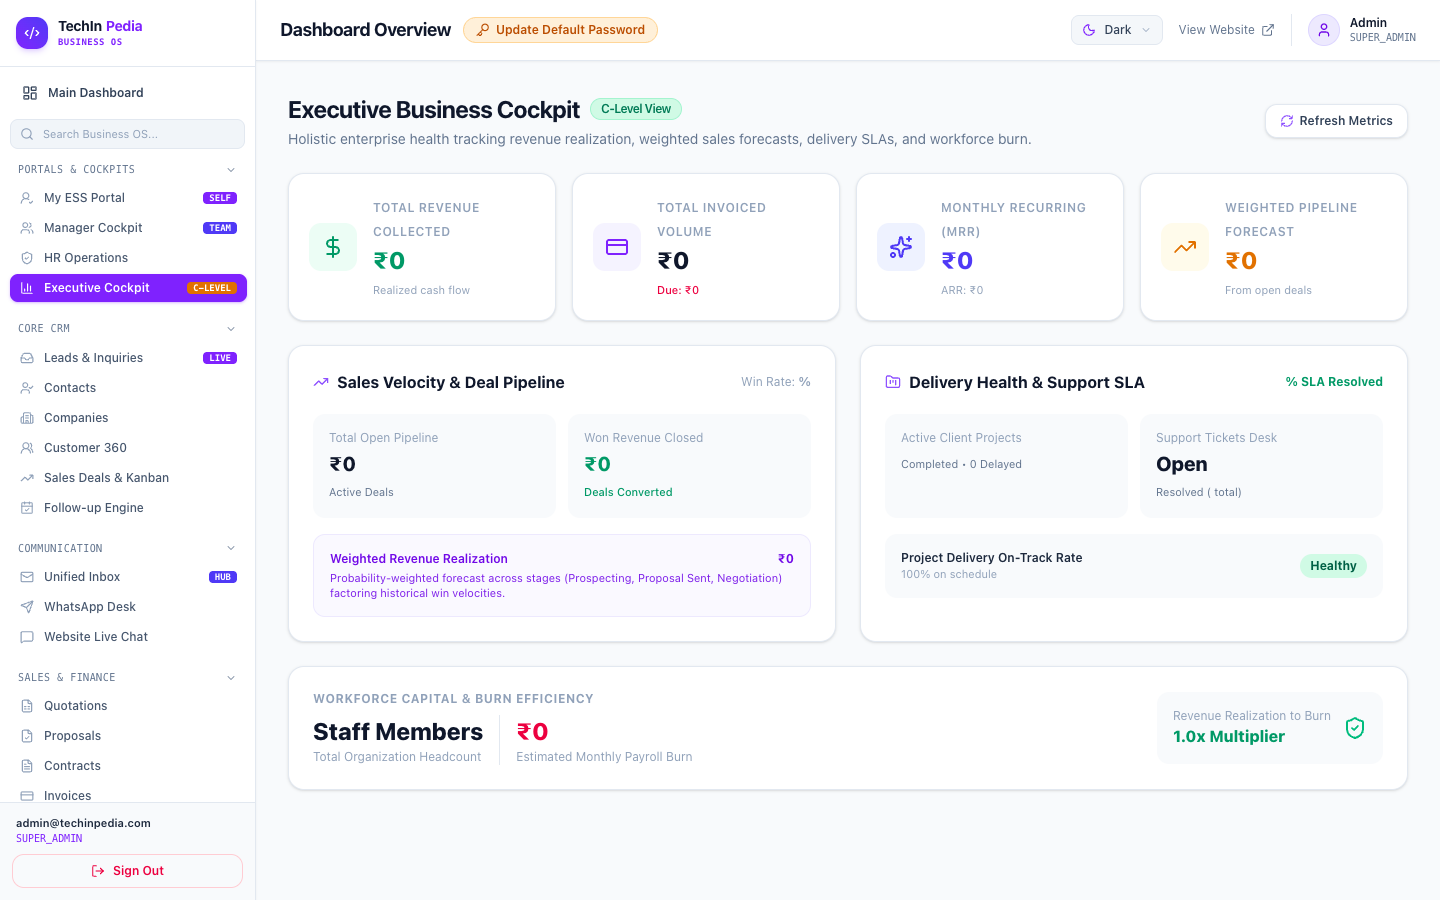 TechIn Pedia
BUSINESS OS
Main Dashboard
Search Business OS...
PORTALS & COCKPITS
My ESS Portal SELF
Manager Cockpit TEAM
HR Operations
Executive Cockpit C-LEVEL
CORE CRM
Leads & Inquiries LIVE
Contacts
Companies
Customer 360
Sales Deals & Kanban
Follow-up Engine
COMMUNICATION
Unified Inbox HUB
WhatsApp Desk
Website Live Chat
SALES & FINANCE
Quotations
Proposals
Contracts
Invoices
admin@techinpedia.com
SUPER_ADMIN
Sign Out
Dashboard Overview
Update Default Password
Dark
View Website
Admin
SUPER_ADMIN
Executive Business Cockpit C-Level View
Holistic enterprise health tracking revenue realization, weighted sales forecasts, delivery SLAs, and workforce burn.
Refresh Metrics
TOTAL REVENUE
COLLECTED
₹0
Realized cash flow
TOTAL INVOICED
VOLUME
₹0
Due: ₹0
MONTHLY RECURRING
(MRR)
₹0
ARR: ₹0
WEIGHTED PIPELINE
FORECAST
₹0
From open deals
Sales Velocity & Deal Pipeline
Win Rate: %
Total Open Pipeline
₹0
Active Deals
Won Revenue Closed
₹0
Deals Converted
Weighted Revenue Realization ₹0
Probability-weighted forecast across stages (Prospecting, Proposal Sent, Negotiation)
factoring historical win velocities.
Delivery Health & Support SLA
% SLA Resolved
Active Client Projects
Completed • 0 Delayed
Support Tickets Desk
Open
Resolved ( total)
Project Delivery On-Track Rate
100% on schedule
Healthy
WORKFORCE CAPITAL & BURN EFFICIENCY
Staff Members
Total Organization Headcount
₹0
Estimated Monthly Payroll Burn
Revenue Realization to Burn
1.0x Multiplier